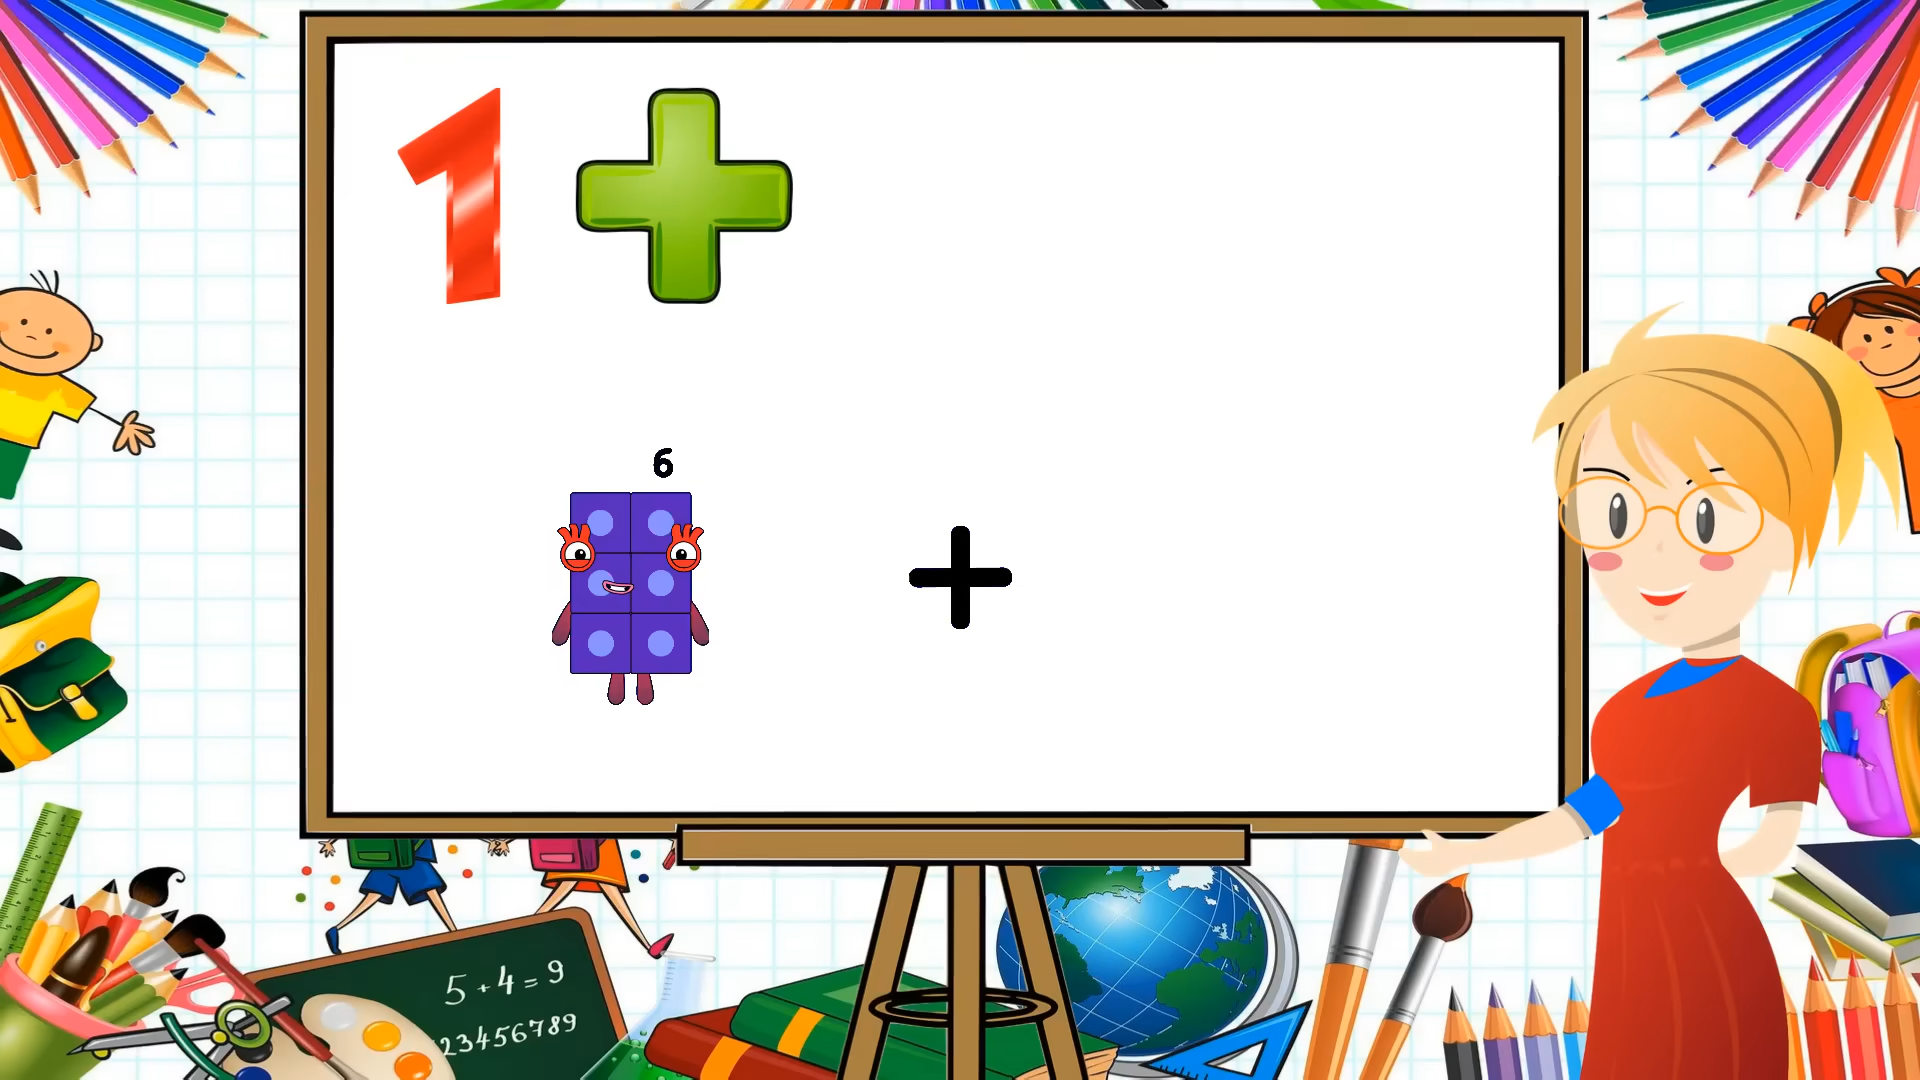 1 +
6
+
5 + 4 = 9
23456789